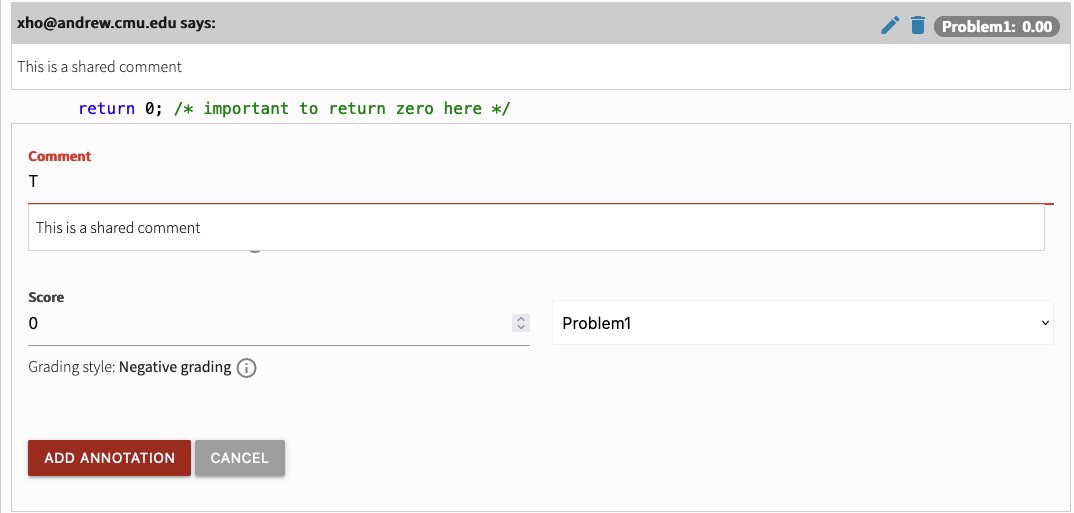 xho@andrew.cmu.edu says:
Problem1: 0.00
This is a shared comment
return 0; /* important to return zero here */
Comment
T
This is a shared comment
Score
0
Problem1
Grading style: Negative grading
ADD ANNOTATION
CANCEL